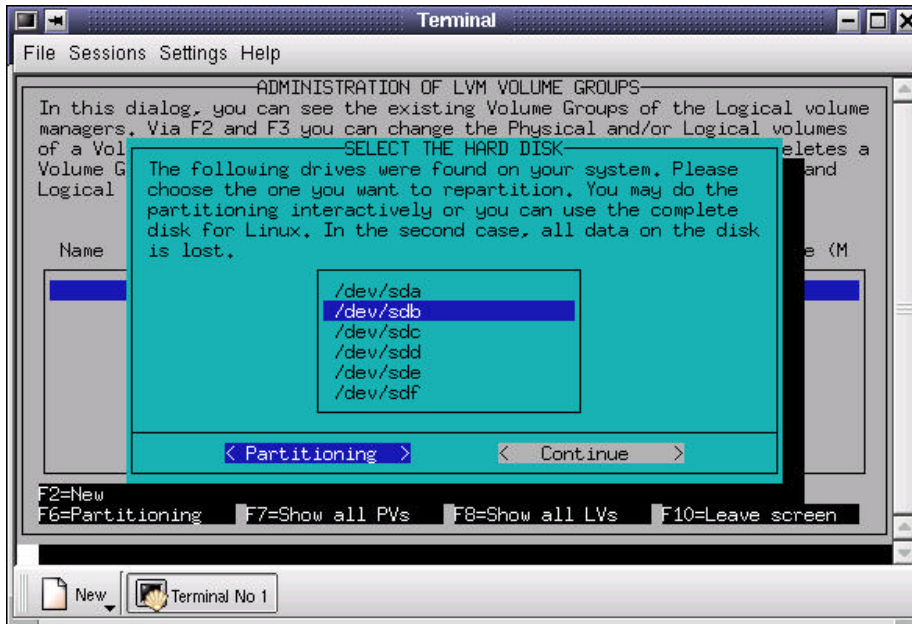 Terminal
File Sessions Settings Help
ADMINISTRATION OF LVM VOLUME GROUPS
In this dialog, you can see the existing Volume Groups of the Logical volume
managers. Via F2 and F3 you can change the Physical and/or Logical volumes
of a Vol eletes a
Volume G and
Logical
Name e (M
SELECT THE HARD DISK
The following drives were found on your system. Please
choose the one you want to repartition. You may do the
partitioning interactively or you can use the complete
disk for Linux. In the second case, all data on the disk
is lost.
/dev/sda
/dev/sdb
/dev/sdc
/dev/sdd
/dev/sde
/dev/sdf
< Partitioning > < Continue >
F2=New
F6=Partitioning F7=Show all PVs F8=Show all LVs F10=Leave screen
New Terminal No 1